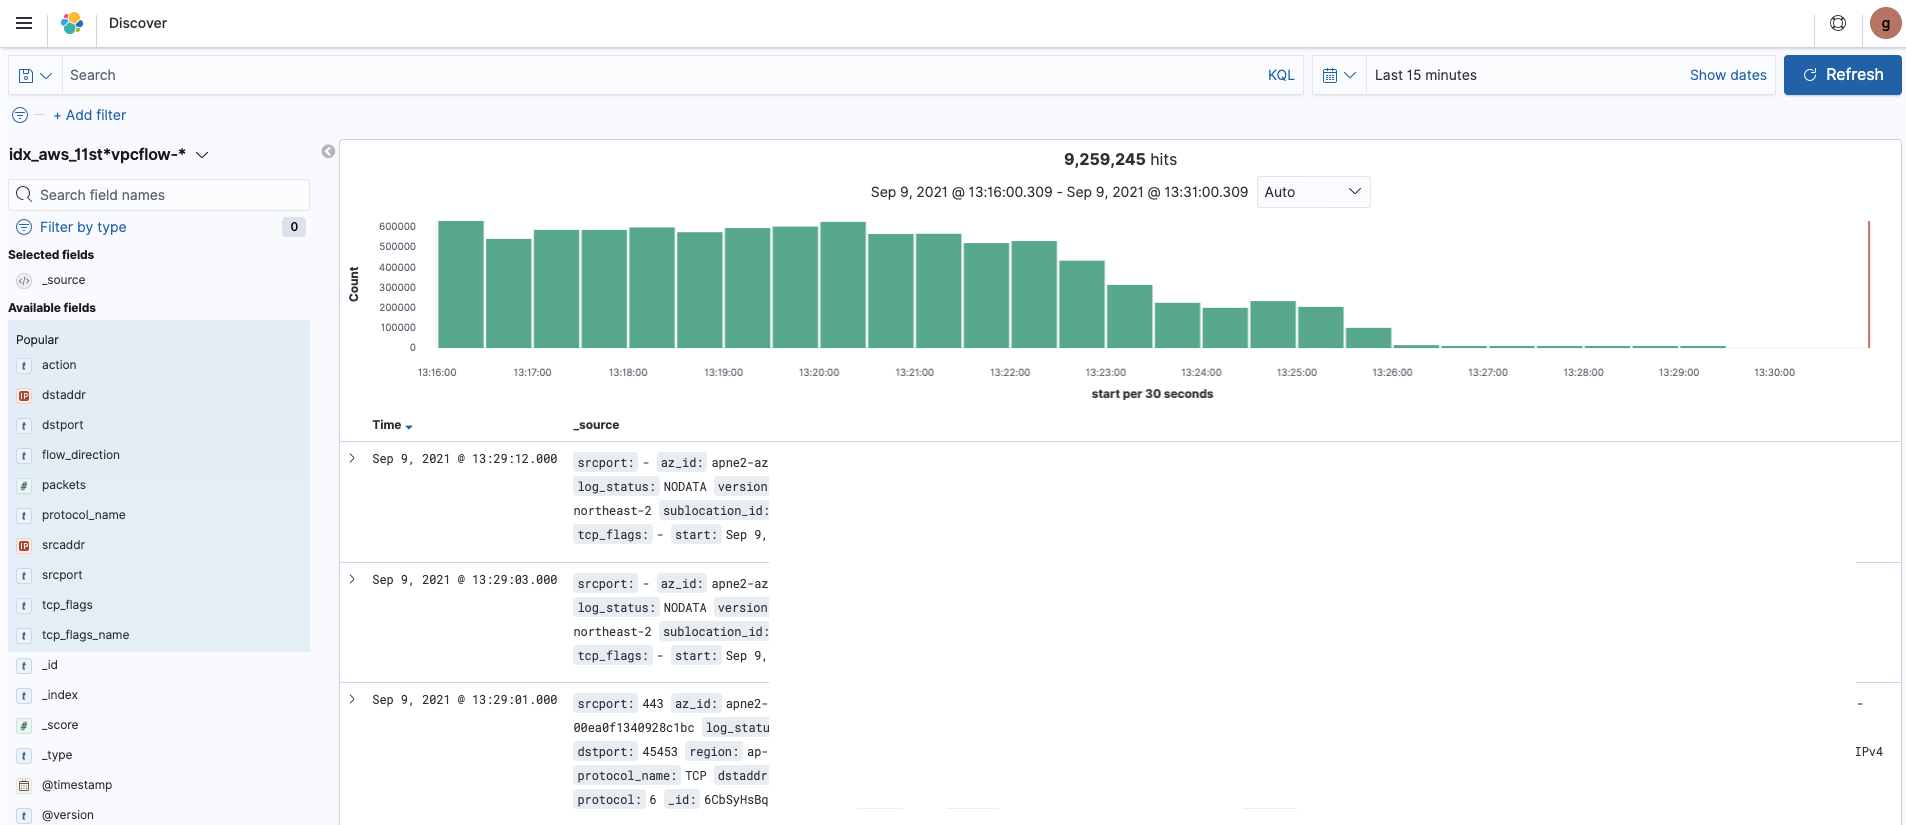 Discover
g
Search
KQL
Last 15 minutes
Show dates
Refresh
+ Add filter
idx_aws_11st*vpcflow-*
Search field names
Filter by type
0
Selected fields
_source
Available fields
Popular
action
dstaddr
dstport
flow_direction
packets
protocol_name
srcaddr
srcport
tcp_flags
tcp_flags_name
_id
_index
_score
_type
@timestamp
@version
9,259,245 hits
Sep 9, 2021 @ 13:16:00.309 - Sep 9, 2021 @ 13:31:00.309
Auto
Count
600000
500000
400000
300000
200000
100000
0
13:16:00 13:17:00 13:18:00 13:19:00 13:20:00 13:21:00 13:22:00 13:23:00 13:24:00 13:25:00 13:26:00 13:27:00 13:28:00 13:29:00 13:30:00
start per 30 seconds
Time _source
Sep 9, 2021 @ 13:29:12.000
srcport: - az_id: apne2-az
log_status: NODATA version
northeast-2 sublocation_id:
tcp_flags: - start: Sep 9,
Sep 9, 2021 @ 13:29:03.000
srcport: - az_id: apne2-az
log_status: NODATA version
northeast-2 sublocation_id:
tcp_flags: - start: Sep 9,
Sep 9, 2021 @ 13:29:01.000
srcport: 443 az_id: apne2- -
00ea0f1340928c1bc log_statu
dstport: 45453 region: ap- IPv4
protocol_name: TCP dstaddr
protocol: 6 _id: 6CbSyHsBq